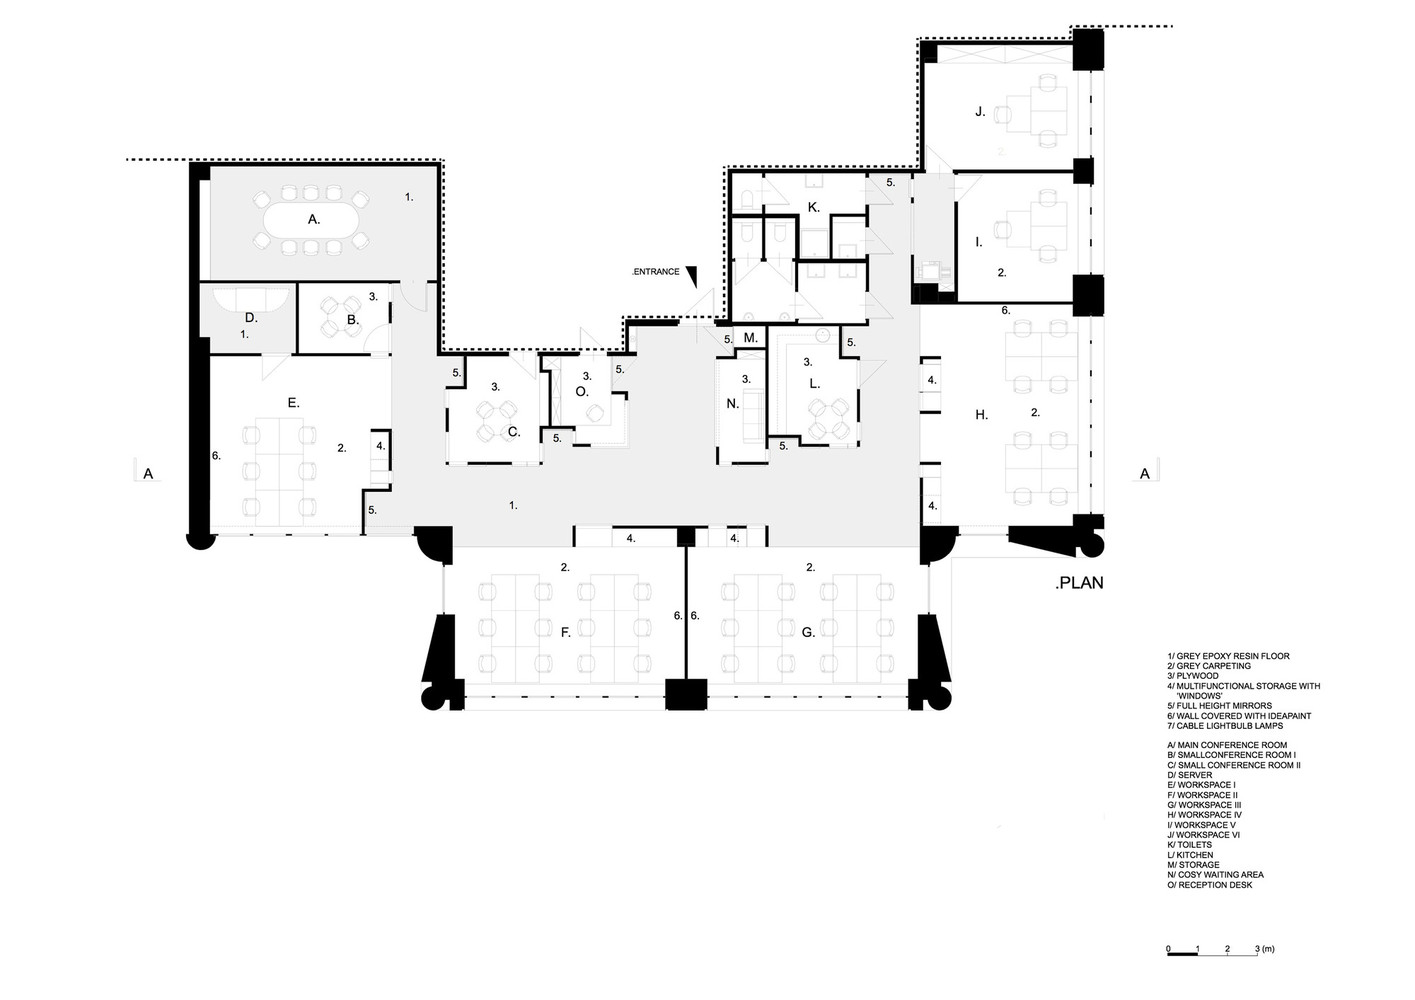 J.
2.
5.
K.
1.
A.
I.
2.
.ENTRANCE
3.
D.
B.
1.
6.
5.
M.
5.
3.
5.
3.
5.
3.
3.
4.
O.
L.
E.
N.
C.
H.
2.
5.
2.
4.
5.
6.
A
A
5.
1.
4.
4.
4.
2.
2.
.PLAN
6.
6.
F.
G.
1/ GREY EPOXY RESIN FLOOR
2/ GREY CARPETING
3/ PLYWOOD
4/ MULTIFUNCTIONAL STORAGE WITH
'WINDOWS'
5/ FULL HEIGHT MIRRORS
6/ WALL COVERED WITH IDEAPAINT
7/ CABLE LIGHTBULB LAMPS
A/ MAIN CONFERENCE ROOM
B/ SMALLCONFERENCE ROOM I
C/ SMALL CONFERENCE ROOM II
D/ SERVER
E/ WORKSPACE I
F/ WORKSPACE II
G/ WORKSPACE III
H/ WORKSPACE IV
I/ WORKSPACE V
J/ WORKSPACE VI
K/ TOILETS
L/ KITCHEN
M/ STORAGE
N/ COSY WAITING AREA
O/ RECEPTION DESK
0 1 2 3 (m)